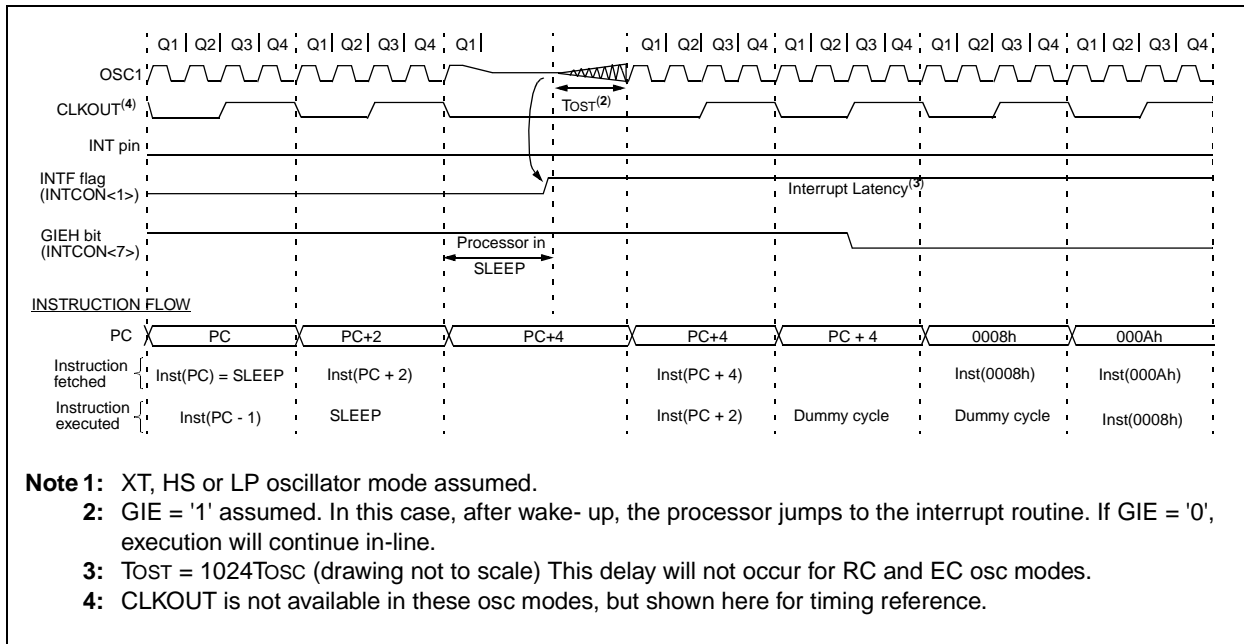 Q1 Q2 Q3 Q4 Q1 Q2 Q3 Q4 Q1 Q1 Q2 Q3 Q4 Q1 Q2 Q3 Q4 Q1 Q2 Q3 Q4 Q1 Q2 Q3 Q4
OSC1
CLKOUT(4)
TOST(2)
INT pin
INTF flag
(INTCON<1>)
Interrupt Latency(3)
GIEH bit
(INTCON<7>)
Processor in
SLEEP
INSTRUCTION FLOW
PC PC PC+2 PC+4 PC+4 PC + 4 0008h 000Ah
Instruction
fetched
Inst(PC) = SLEEP Inst(PC + 2) Inst(PC + 4) Inst(0008h) Inst(000Ah)
Instruction
executed
Inst(PC - 1) SLEEP Inst(PC + 2) Dummy cycle Dummy cycle Inst(0008h)
Note 1: XT, HS or LP oscillator mode assumed.
2: GIE = '1' assumed. In this case, after wake- up, the processor jumps to the interrupt routine. If GIE = '0',
execution will continue in-line.
3: TOST = 1024TOSC (drawing not to scale) This delay will not occur for RC and EC osc modes.
4: CLKOUT is not available in these osc modes, but shown here for timing reference.